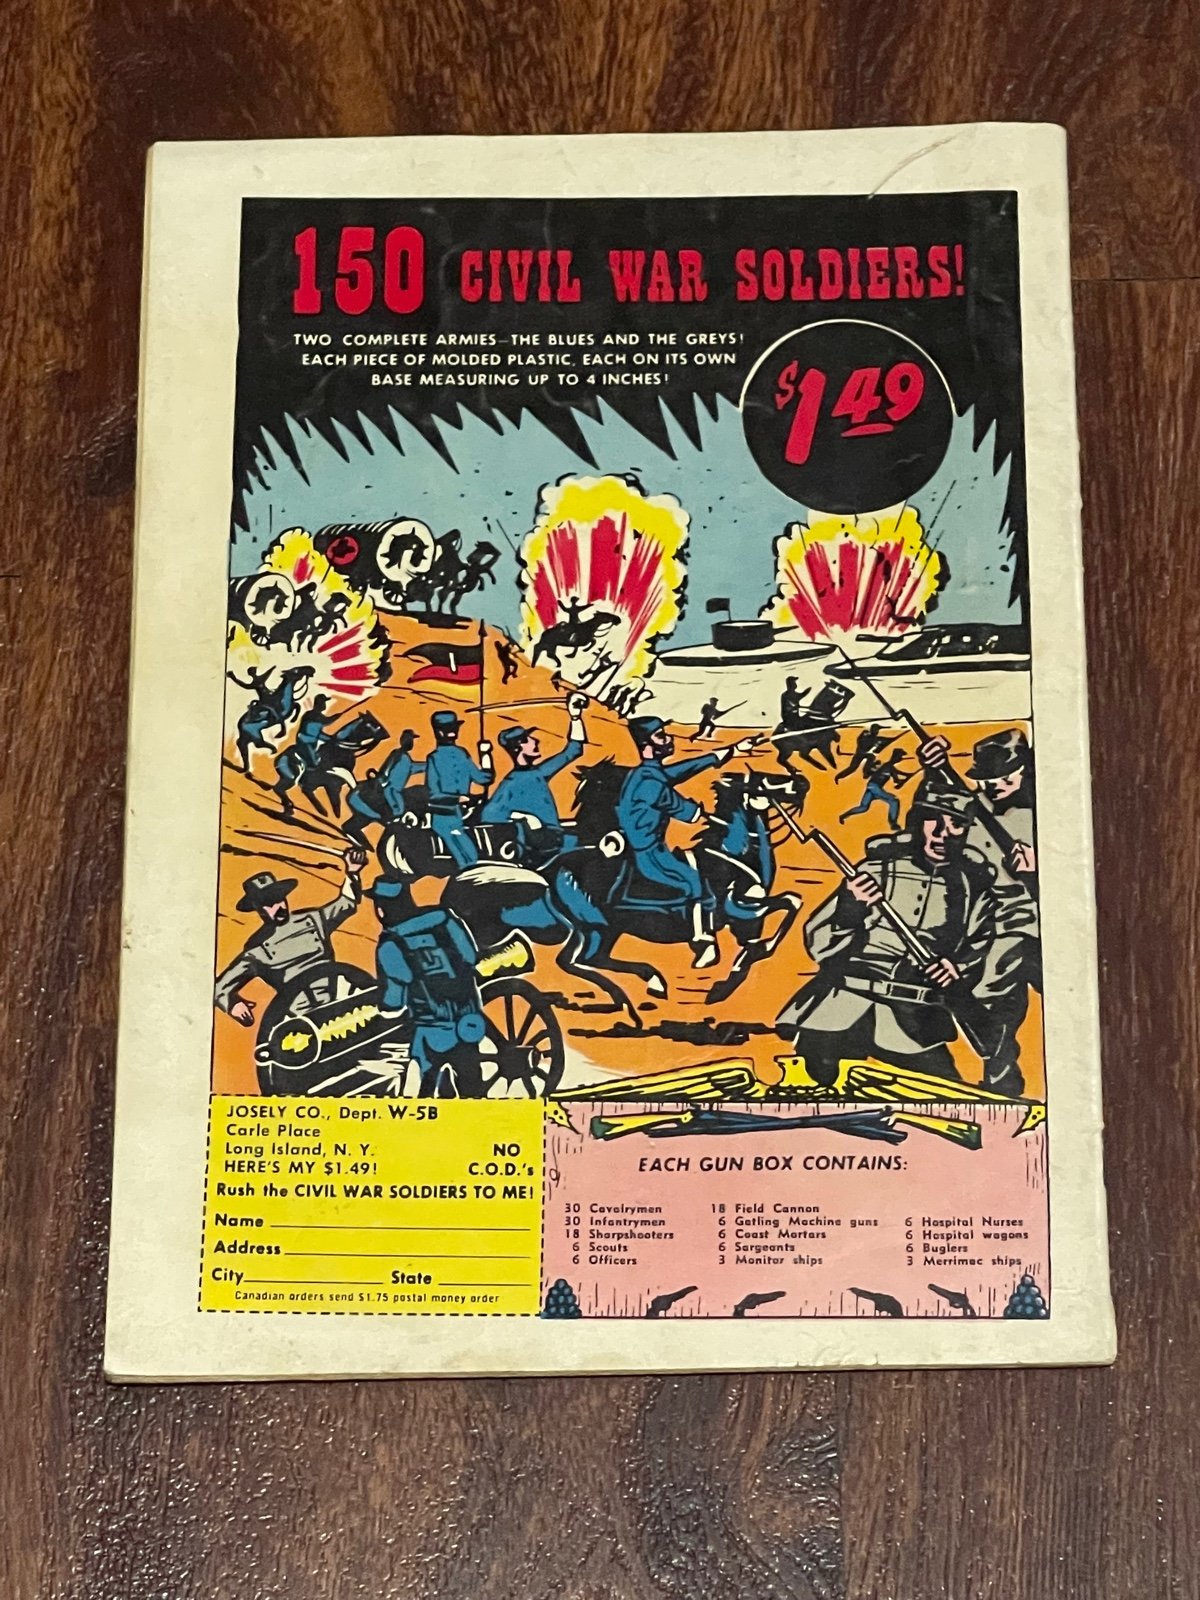 150 CIVIL WAR SOLDIERS!
TWO COMPLETE ARMIES—THE BLUES AND THE GREYS!
EACH PIECE OF MOLDED PLASTIC, EACH ON ITS OWN
BASE MEASURING UP TO 4 INCHES!
$1.49
JOSELY CO., Dept. W-5B
Carle Place
Long Island, N. Y.
HERE'S MY $1.49!
NO
C.O.D.'s
Rush the CIVIL WAR SOLDIERS TO ME!
Name
Address
City State
Canadian orders send $1.75 postal money order
EACH GUN BOX CONTAINS:
30 Cavalrymen
30 Infantrymen
18 Sharpshooters
6 Scouts
6 Officers
18 Field Cannon
6 Gatling Machine guns
6 Coast Mortars
6 Sargeants
3 Monitor ships
6 Hospital Nurses
6 Hospital wagons
6 Buglers
3 Merrimac ships